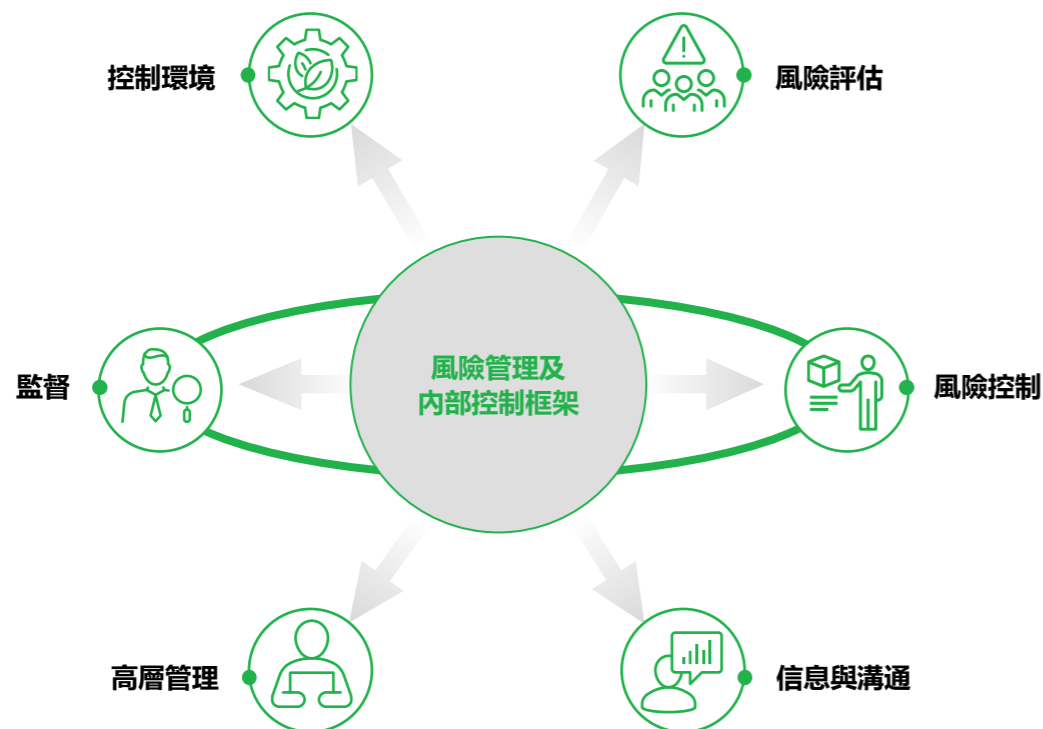 控制環境
風險評估
風險管理及
內部控制框架
監督
風險控制
高層管理
信息與溝通